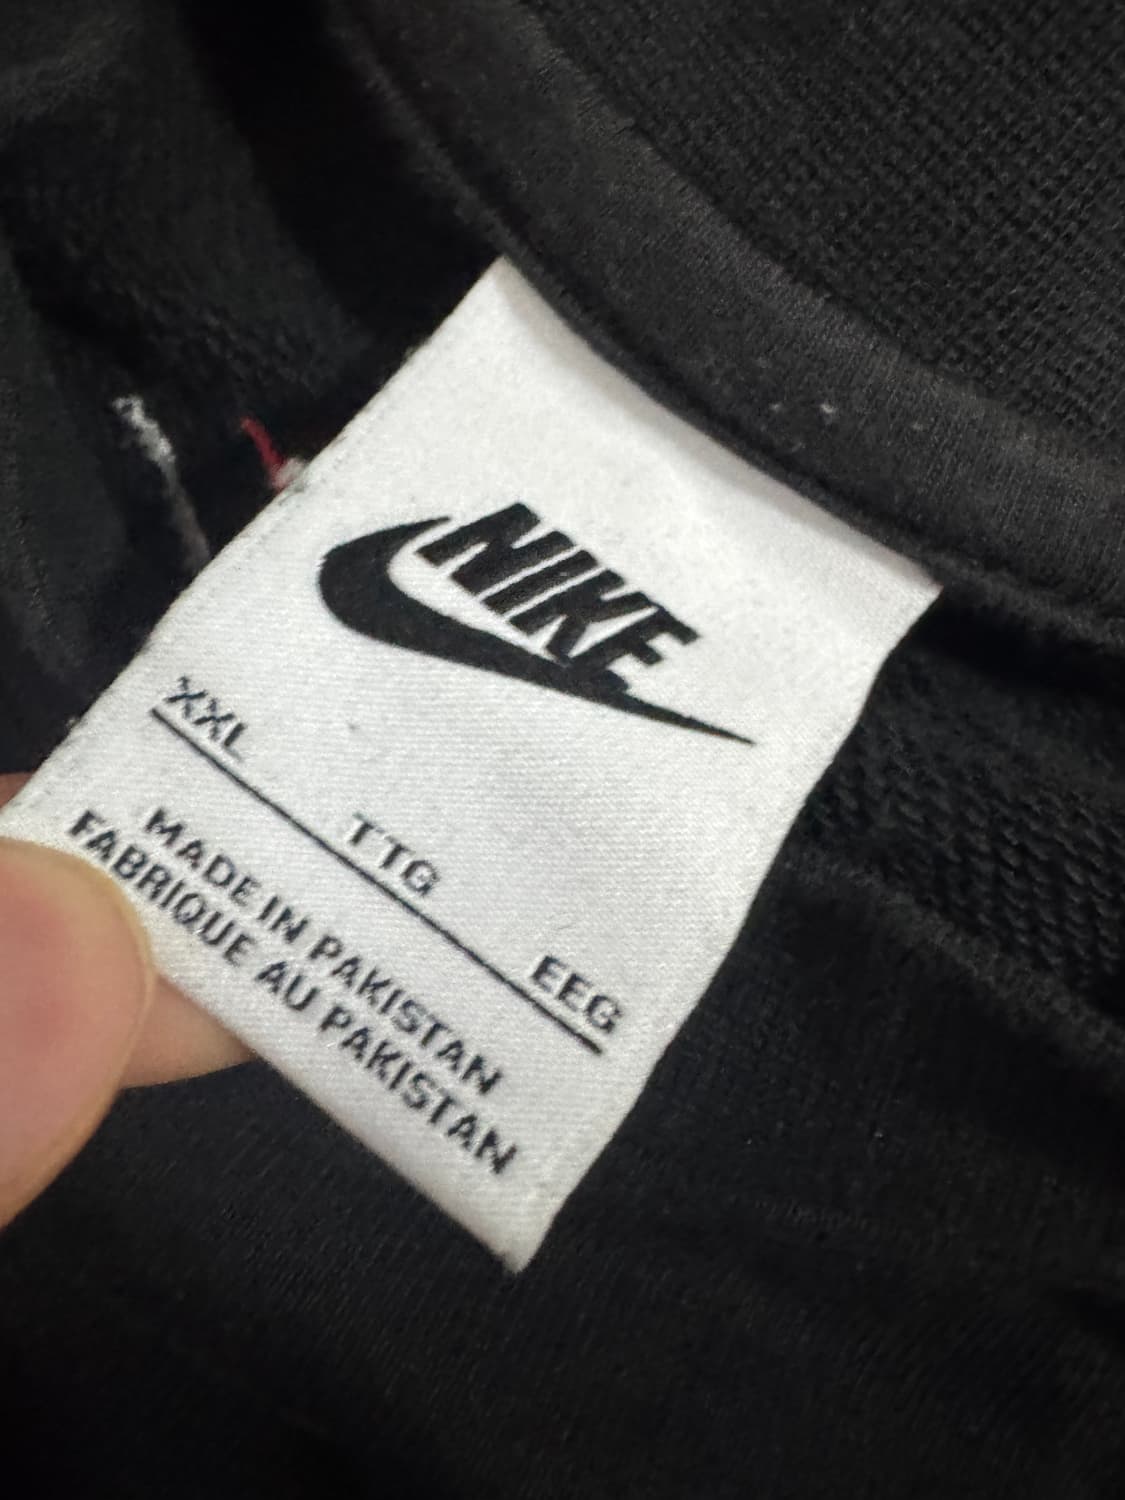 NIKE
XXL TTG EEG
MADE IN PAKISTAN
FABRIQUE AU PAKISTAN